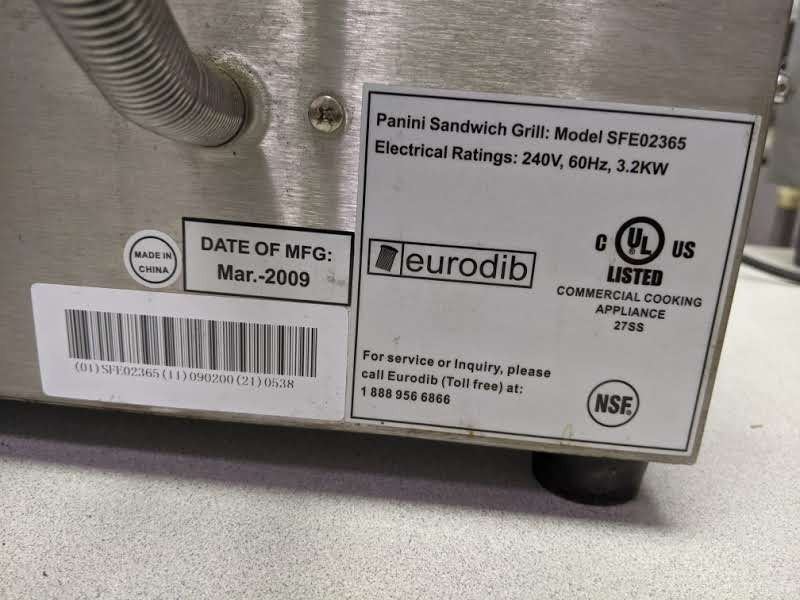 Panini Sandwich Grill: Model SFE02365
Electrical Ratings: 240V, 60Hz, 3.2KW
eurodib
C UL US
LISTED
COMMERCIAL COOKING
APPLIANCE
27SS
For service or Inquiry, please
call Eurodib (Toll free) at:
1 888 956 6866
NSF.
MADE IN
CHINA
DATE OF MFG:
Mar.-2009
(01)SFE02365(11)090200(21)0538